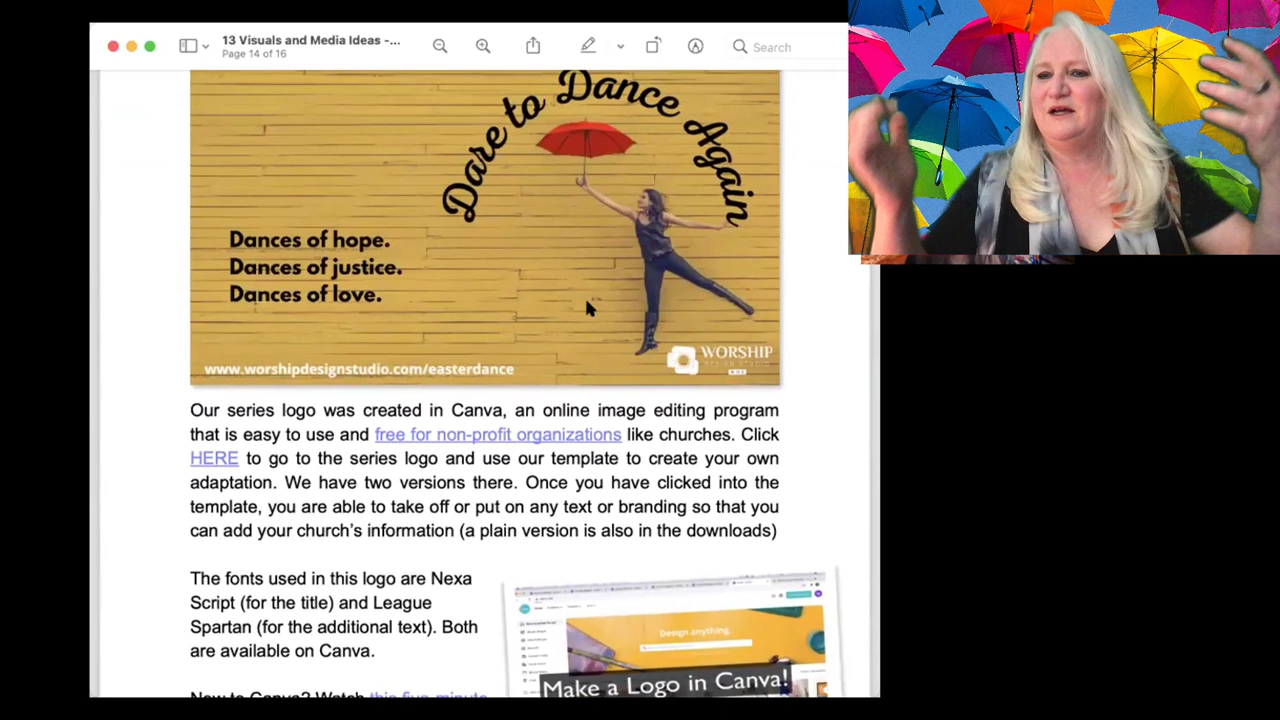 13 Visuals and Media Ideas -...
Page 14 of 16
Search
Dare to Dance Again
Dances of hope.
Dances of justice.
Dances of love.
www.worshipdesignstudio.com/easterdance
WORSHIP
Our series logo was created in Canva, an online image editing program
that is easy to use and free for non-profit organizations like churches. Click
HERE to go to the series logo and use our template to create your own
adaptation. We have two versions there. Once you have clicked into the
template, you are able to take off or put on any text or branding so that you
can add your church's information (a plain version is also in the downloads)
The fonts used in this logo are Nexa
Script (for the title) and League
Spartan (for the additional text). Both
are available on Canva.
Design anything.
Make a Logo in Canva!
New to Canva? Watch this five-minute